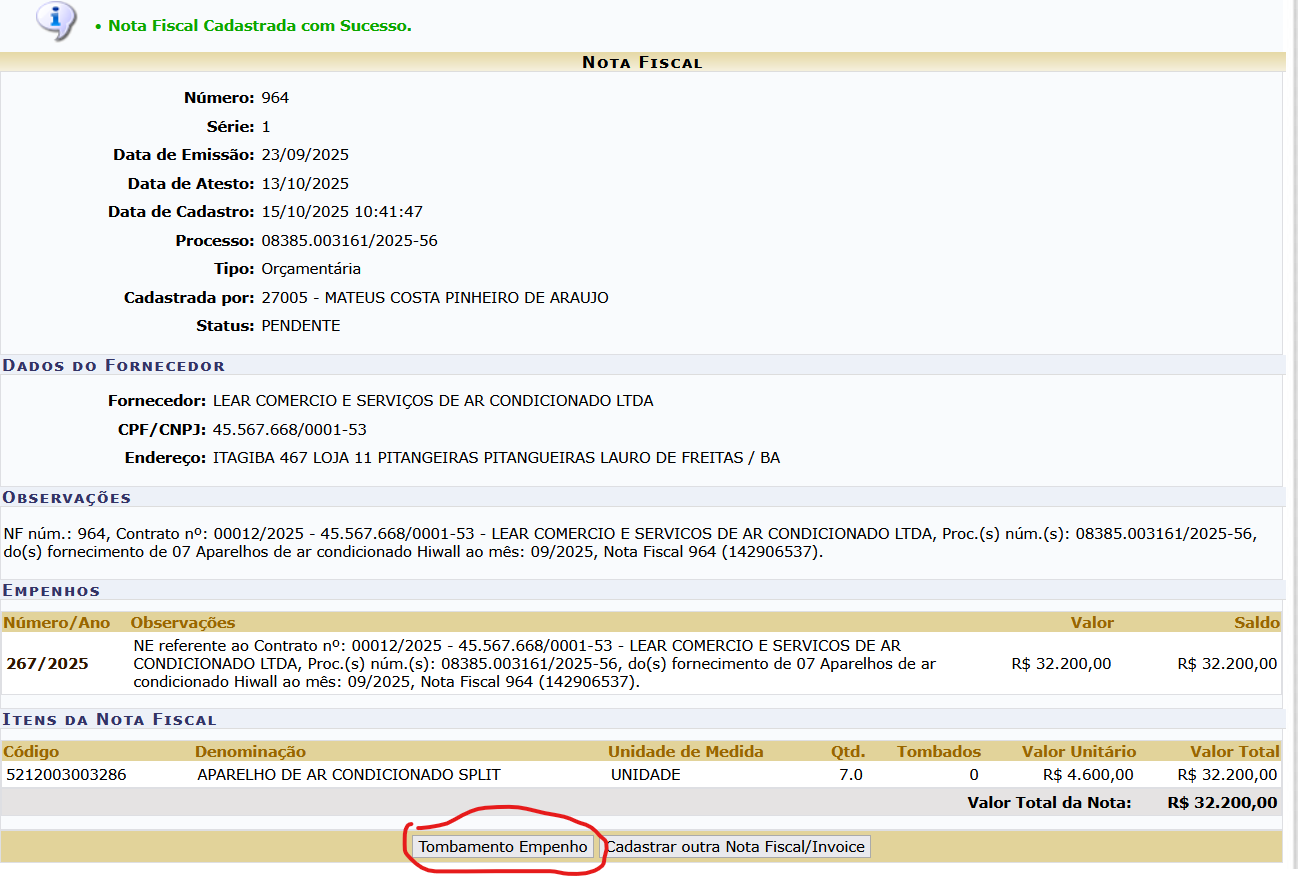 • Nota Fiscal Cadastrada com Sucesso.
Nota Fiscal
Número: 964
Série: 1
Data de Emissão: 23/09/2025
Data de Atesto: 13/10/2025
Data de Cadastro: 15/10/2025 10:41:47
Processo: 08385.003161/2025-56
Tipo: Orçamentária
Cadastrada por: 27005 - MATEUS COSTA PINHEIRO DE ARAUJO
Status: PENDENTE
Dados do Fornecedor
Fornecedor: LEAR COMERCIO E SERVIÇOS DE AR CONDICIONADO LTDA
CPF/CNPJ: 45.567.668/0001-53
Endereço: ITAGIBA 467 LOJA 11 PITANGEIRAS PITANGUEIRAS LAURO DE FREITAS / BA
Observações
NF núm.: 964, Contrato nº: 00012/2025 - 45.567.668/0001-53 - LEAR COMERCIO E SERVICOS DE AR CONDICIONADO LTDA, Proc.(s) núm.(s): 08385.003161/2025-56,
do(s) fornecimento de 07 Aparelhos de ar condicionado Hiwall ao mês: 09/2025, Nota Fiscal 964 (142906537).
Empenhos
Número/Ano Observações Valor Saldo
NE referente ao Contrato nº: 00012/2025 - 45.567.668/0001-53 - LEAR COMERCIO E SERVICOS DE AR
267/2025 CONDICIONADO LTDA, Proc.(s) núm.(s): 08385.003161/2025-56, do(s) fornecimento de 07 Aparelhos de ar R$ 32.200,00 R$ 32.200,00
condicionado Hiwall ao mês: 09/2025, Nota Fiscal 964 (142906537).
Itens da Nota Fiscal
Código Denominação Unidade de Medida Qtd. Tombados Valor Unitário Valor Total
5212003003286 APARELHO DE AR CONDICIONADO SPLIT UNIDADE 7.0 0 R$ 4.600,00 R$ 32.200,00
Valor Total da Nota: R$ 32.200,00
Tombamento Empenho Cadastrar outra Nota Fiscal/Invoice